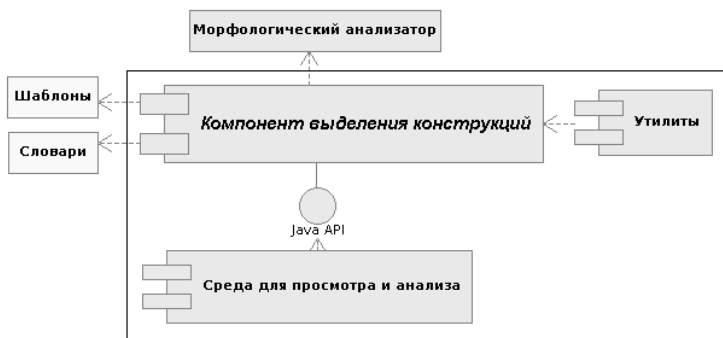 Морфологический анализатор
Шаблоны
Компонент выделения конструкций
Утилиты
Словари
Java API
Среда для просмотра и анализа